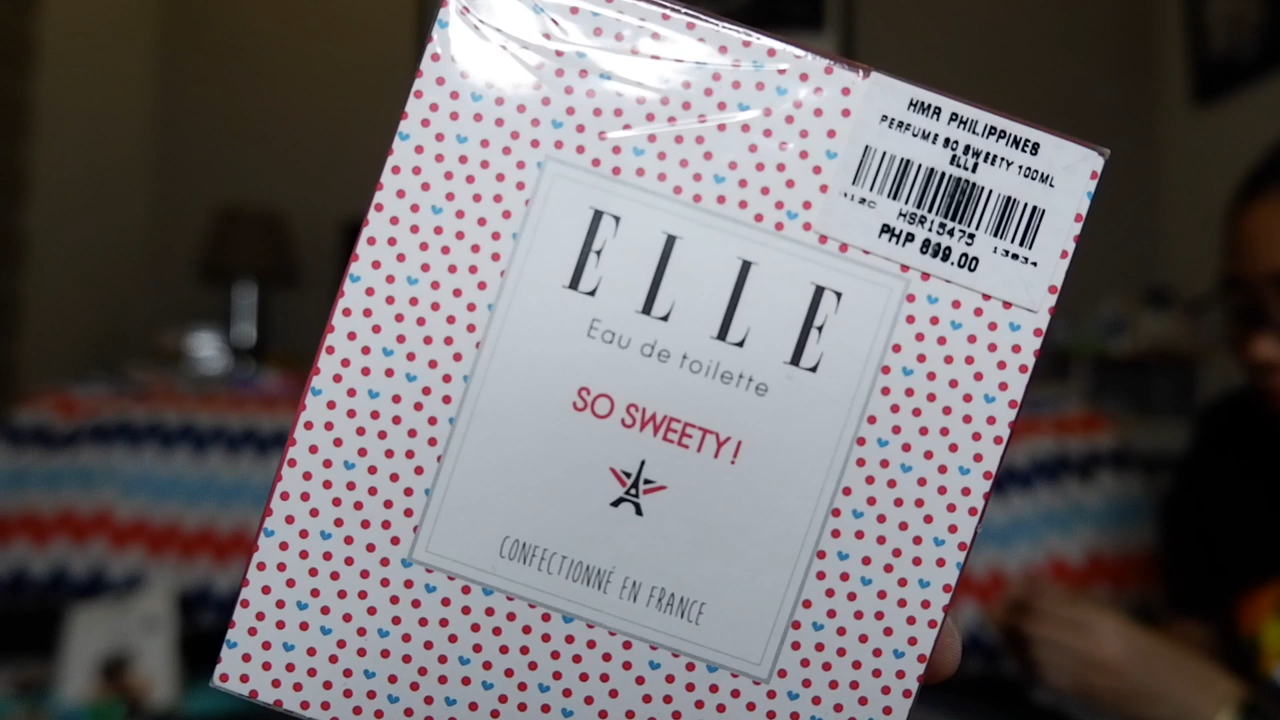 HMR PHILIPPINES
PERFUME SO SWEETY 100ML
ELLE
HSR15475
13834
PHP 899.00
ELLE
Eau de toilette
SO SWEETY!
CONFECTIONNÉ EN FRANCE